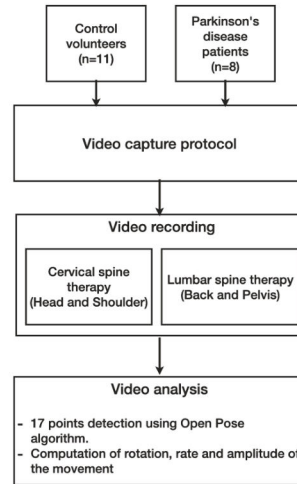 Control
volunteers
(n=11)
Parkinson's
disease
patients
(n=8)
Video capture protocol
Video recording
Cervical spine
therapy
(Head and Shoulder)
Lumbar spine therapy
(Back and Pelvis)
Video analysis
- 17 points detection using Open Pose
algorithm.
- Computation of rotation, rate and amplitude of
the movement